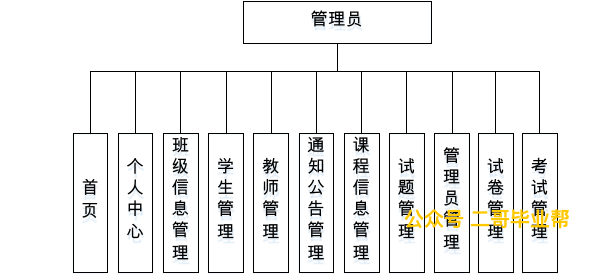 管理员
首页
个人中心
班级信息管理
学生管理
教师管理
通知公告管理
课程信息管理
试题管理
管理员管理
试卷管理
考试管理
公众号 二哥毕业帮